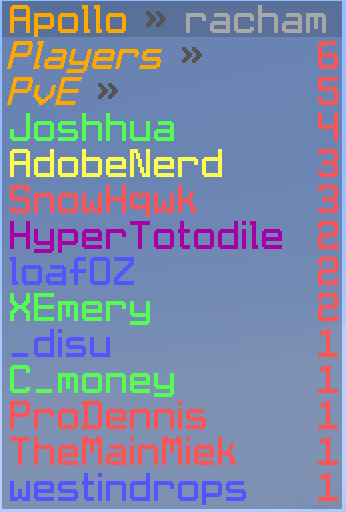 Apollo » racham
Players » 6
PvE » 5
Joshhua 4
AdobeNerd 3
SnowHqwk 3
HyperTotodile 2
loafOZ 2
XEmery 2
_disu 1
C_money 1
ProDennis 1
TheMainMiek 1
westindrops 1